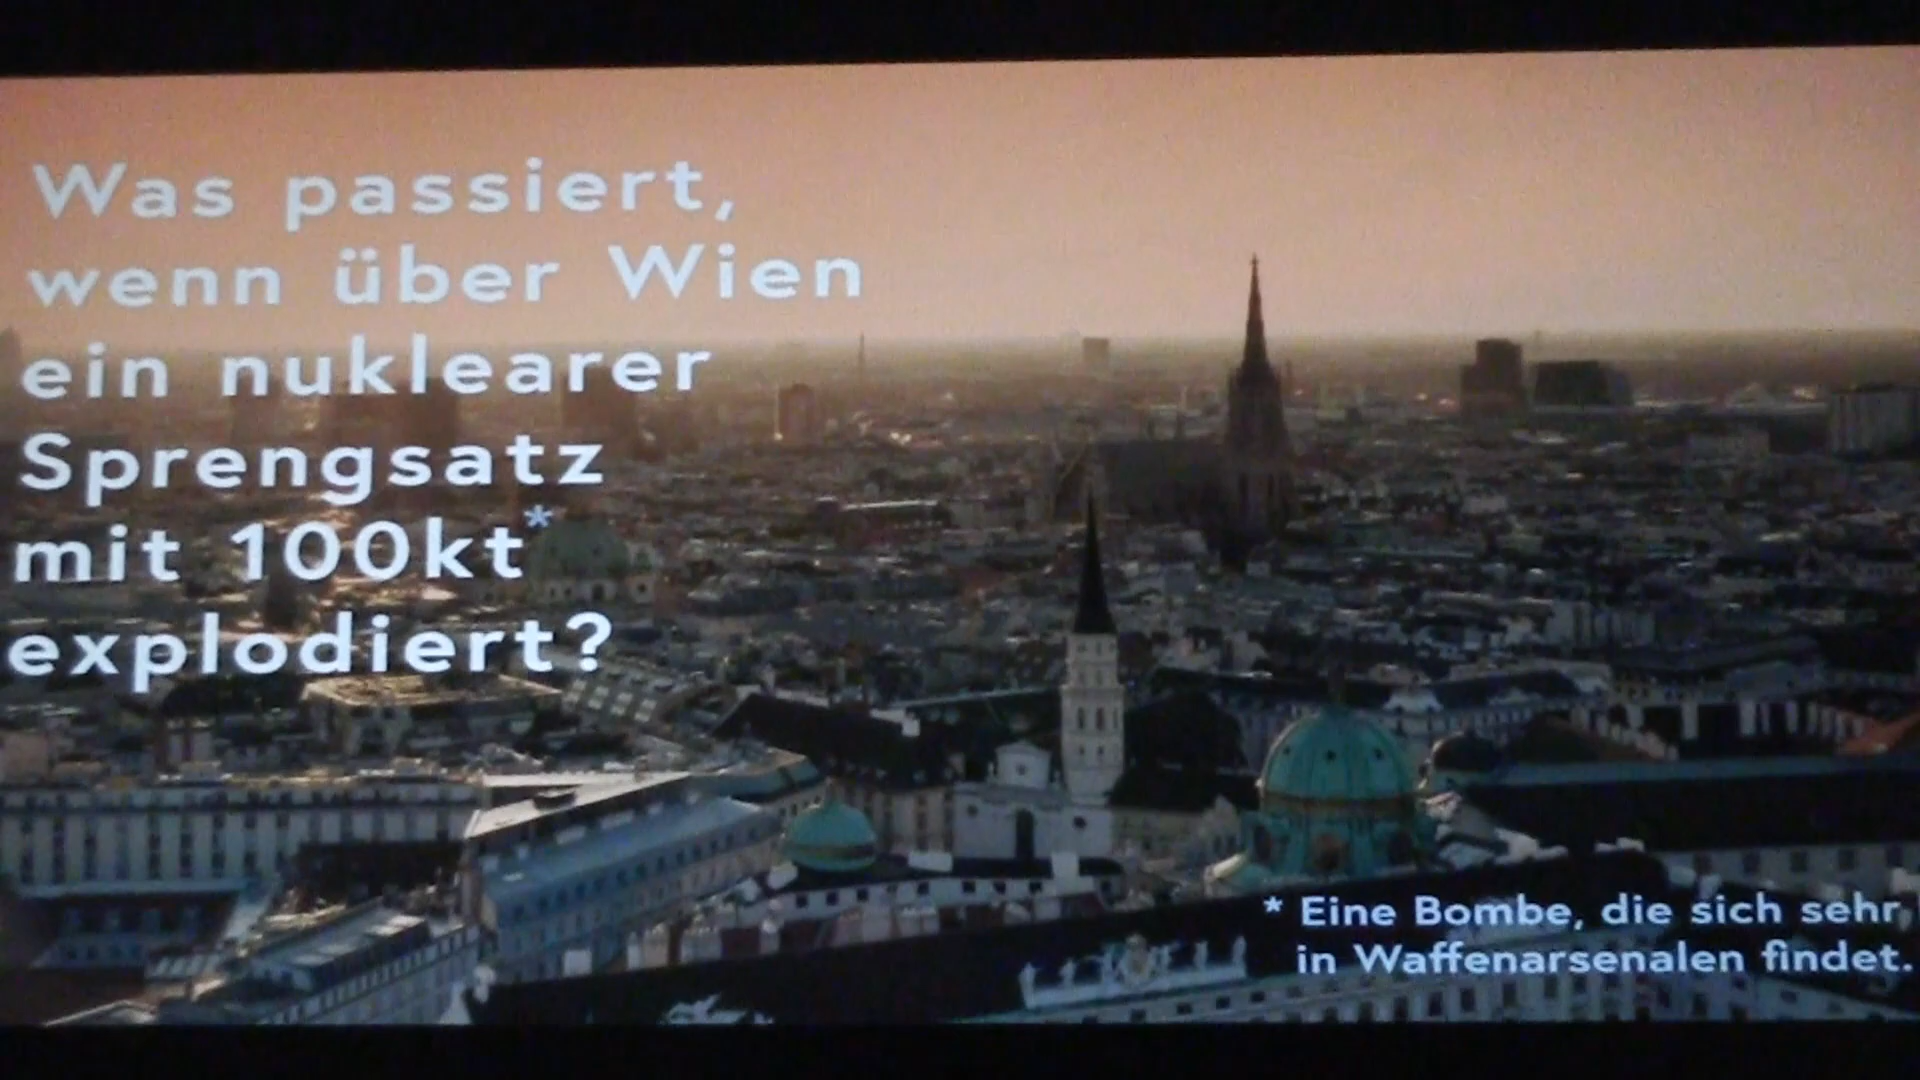 Was passiert,
wenn über Wien
ein nuklearer
Sprengsatz
mit 100kt*
explodiert?
* Eine Bombe, die sich sehr
in Waffenarsenalen findet.